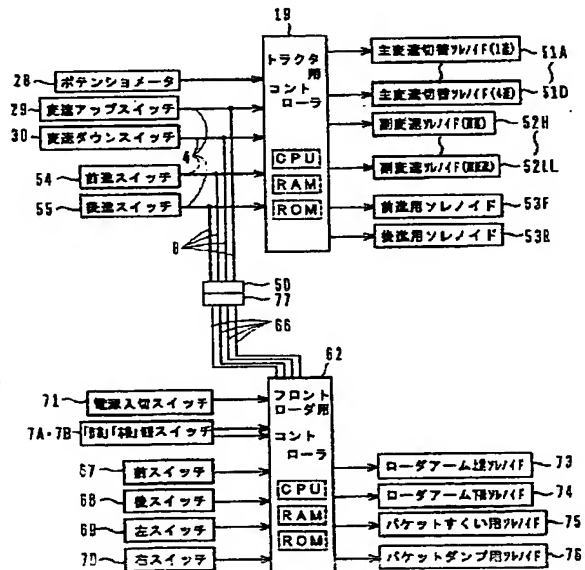 19
トラクタ用
コント
ローラ
CPU
RAM
ROM
28
ポテンショメータ
29
変速アップスイッチ
30
変速ダウンスイッチ
4
54
前進スイッチ
55
後進スイッチ
8
主変速切替ソレノイド(1速)
51A
主変速切替ソレノイド(4速)
51D
副変速ソレノイド
52H
副変速ソレノイド
52LL
前進用ソレノイド
53F
後進用ソレノイド
53R
50
77
66
62
フロント
ローダ用
コント
ローラ
CPU
RAM
ROM
71
電源入切スイッチ
7A・7B
スイッチ
67
前スイッチ
68
後スイッチ
69
左スイッチ
70
右スイッチ
ローダアーム上昇ソレノイド
73
ローダアーム下降ソレノイド
74
バケットすくい用ソレノイド
75
バケットダンプ用ソレノイド
76